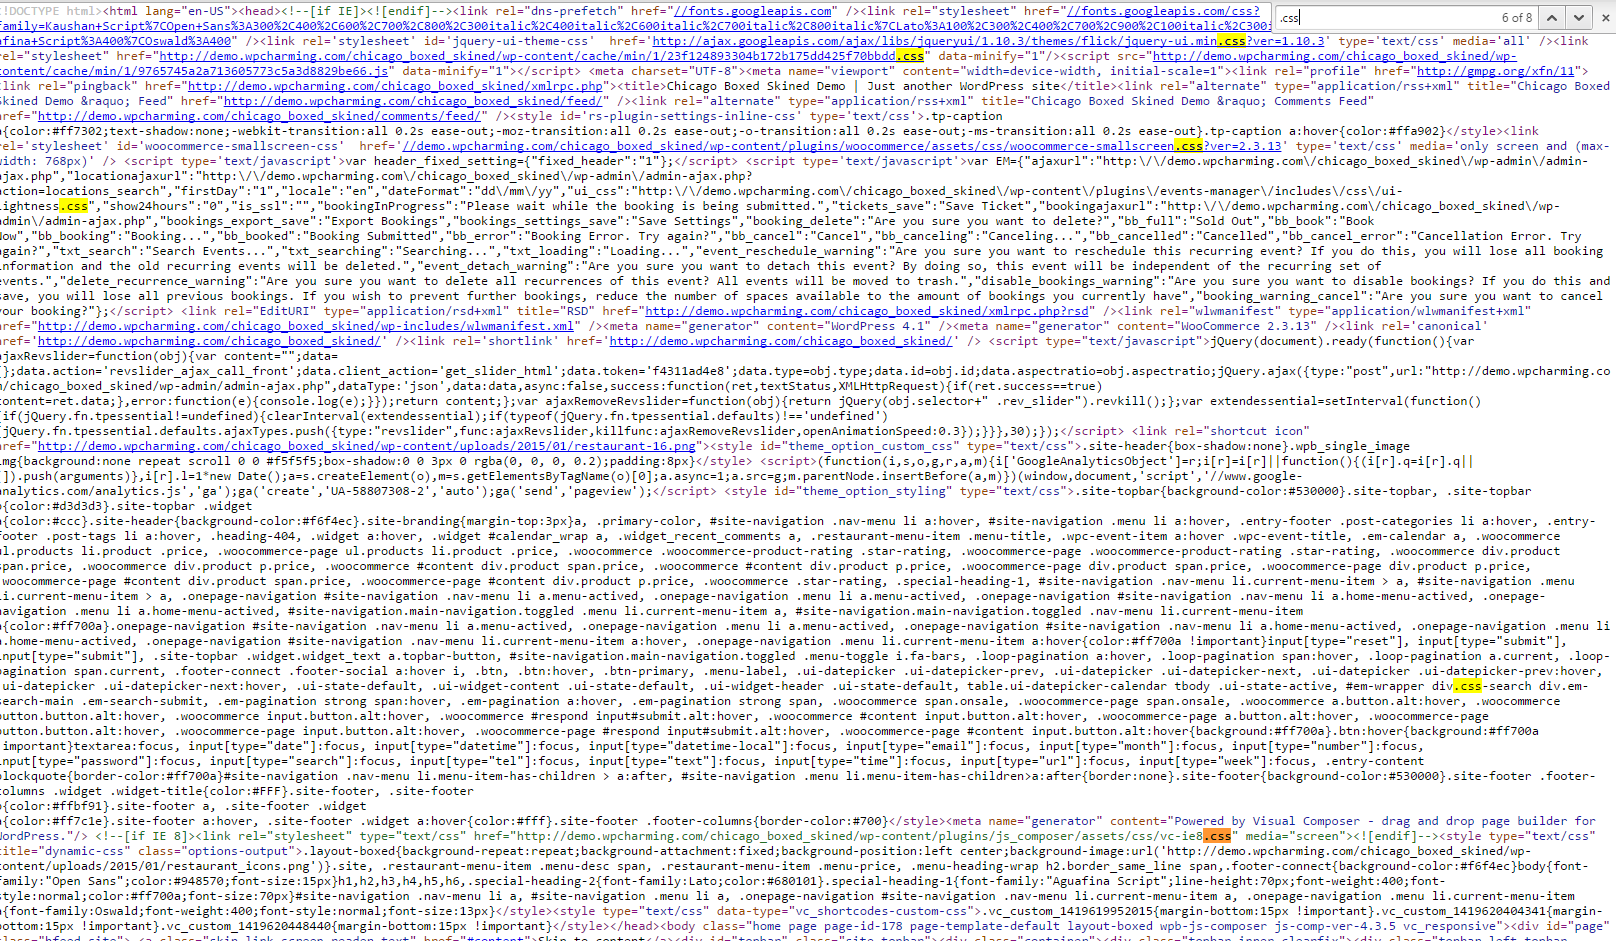 <!DOCTYPE html><html lang="en-US"><head><!--[if IE]><![endif]--><link rel="dns-prefetch" href="//fonts.googleapis.com" /><link rel="stylesheet" href="//fonts.googleapis.com/css?
.css
6 of 8
family=Kaushan+Script%7COpen+Sans%3A300%2C400%2C600%2C700%2C800%2C300italic%2C400italic%2C600italic%2C700italic%2C800italic%7CLato%3A100%2C300%2C400%2C700%2C900%2C100italic%2C300i
afina+Script%3A400%7COswald%3A400" /><link rel='stylesheet' id='jquery-ui-theme-css'  href='http://ajax.googleapis.com/ajax/libs/jqueryui/1.10.3/themes/flick/jquery-ui.min.css?ver=1.10.3' type='text/css' media='all' /><link
rel="stylesheet" href="http://demo.wpcharming.com/chicago_boxed_skined/wp-content/cache/min/1/23f124893304b172b175dd425f70bbdd.css" data-minify="1"/><script src="http://demo.wpcharming.com/chicago_boxed_skined/wp-
content/cache/min/1/9765745a2a713605773c5a3d8829be66.js" data-minify="1"></script> <meta charset="UTF-8"><meta name="viewport" content="width=device-width, initial-scale=1"><link rel="profile" href="http://gmpg.org/xfn/11">
<link rel="pingback" href="http://demo.wpcharming.com/chicago_boxed_skined/xmlrpc.php"><title>Chicago Boxed Skined Demo | Just another WordPress site</title><link rel="alternate" type="application/rss+xml" title="Chicago Boxed
Skined Demo &raquo; Feed" href="http://demo.wpcharming.com/chicago_boxed_skined/feed/" /><link rel="alternate" type="application/rss+xml" title="Chicago Boxed Skined Demo &raquo; Comments Feed"
href="http://demo.wpcharming.com/chicago_boxed_skined/comments/feed/" /><style id='rs-plugin-settings-inline-css' type='text/css'>.tp-caption
a{color:#ff7302;text-shadow:none;-webkit-transition:all 0.2s ease-out;-moz-transition:all 0.2s ease-out;-o-transition:all 0.2s ease-out;-ms-transition:all 0.2s ease-out}.tp-caption a:hover{color:#ffa902}</style><link
rel='stylesheet' id='woocommerce-smallscreen-css'  href='//demo.wpcharming.com/chicago_boxed_skined/wp-content/plugins/woocommerce/assets/css/woocommerce-smallscreen.css?ver=2.3.13' type='text/css' media='only screen and (max-
width: 768px)' /> <script type='text/javascript'>var header_fixed_setting={"fixed_header":"1"};</script> <script type='text/javascript'>var EM={"ajaxurl":"http:\/\/demo.wpcharming.com\/chicago_boxed_skined\/wp-admin\/admin-
ajax.php","locationajaxurl":"http:\/\/demo.wpcharming.com\/chicago_boxed_skined\/wp-admin\/admin-ajax.php?
action=locations_search","firstDay":"1","locale":"en","dateFormat":"dd\/mm\/yy","ui_css":"http:\/\/demo.wpcharming.com\/chicago_boxed_skined\/wp-content\/plugins\/events-manager\/includes\/css\/ui-
lightness.css","show24hours":"0","is_ssl":"","bookingInProgress":"Please wait while the booking is being submitted.","tickets_save":"Save Ticket","bookingajaxurl":"http:\/\/demo.wpcharming.com\/chicago_boxed_skined\/wp-
admin\/admin-ajax.php","bookings_export_save":"Export Bookings","bookings_settings_save":"Save Settings","booking_delete":"Are you sure you want to delete?","bb_full":"Sold Out","bb_book":"Book
Now","bb_booking":"Booking...","bb_booked":"Booking Submitted","bb_error":"Booking Error. Try again?","bb_cancel":"Cancel","bb_canceling":"Canceling...","bb_cancelled":"Cancelled","bb_cancel_error":"Cancellation Error. Try
again?","txt_search":"Search Events...","txt_searching":"Searching...","txt_loading":"Loading...","event_reschedule_warning":"Are you sure you want to reschedule this recurring event? If you do this, you will lose all booking
information and the old recurring events will be deleted.","event_detach_warning":"Are you sure you want to detach this event? By doing so, this event will be independent of the recurring set of
events.","delete_recurrence_warning":"Are you sure you want to delete all recurrences of this event? All events will be moved to trash.","disable_bookings_warning":"Are you sure you want to disable bookings? If you do this and
save, you will lose all previous bookings. If you wish to prevent further bookings, reduce the number of spaces available to the amount of bookings you currently have","booking_warning_cancel":"Are you sure you want to cancel
your booking?"};</script> <link rel="EditURI" type="application/rsd+xml" title="RSD" href="http://demo.wpcharming.com/chicago_boxed_skined/xmlrpc.php?rsd" /><link rel="wlwmanifest" type="application/wlwmanifest+xml"
href="http://demo.wpcharming.com/chicago_boxed_skined/wp-includes/wlwmanifest.xml" /><meta name="generator" content="WordPress 4.1" /><meta name="generator" content="WooCommerce 2.3.13" /><link rel='canonical'
href='http://demo.wpcharming.com/chicago_boxed_skined/' /><link rel='shortlink' href='http://demo.wpcharming.com/chicago_boxed_skined/' /> <script type="text/javascript">jQuery(document).ready(function(){var
ajaxRevslider=function(obj){var content="";data=
{};data.action='revslider_ajax_call_front';data.client_action='get_slider_html';data.token='f4311ad4e8';data.type=obj.type;data.id=obj.id;data.aspectratio=obj.aspectratio;jQuery.ajax({type:"post",url:"http://demo.wpcharming.co
m/chicago_boxed_skined/wp-admin/admin-ajax.php",dataType:'json',data:data,async:false,success:function(ret,textStatus,XMLHttpRequest){if(ret.success==true)
content=ret.data;},error:function(e){console.log(e);}});return content;};var ajaxRemoveRevslider=function(obj){return jQuery(obj.selector+" .rev_slider").revkill();};var extendessential=setInterval(function()
{if(jQuery.fn.tpessential!=undefined){clearInterval(extendessential);if(typeof(jQuery.fn.tpessential.defaults)!=='undefined')
{jQuery.fn.tpessential.defaults.ajaxTypes.push({type:"revslider",func:ajaxRevslider,killfunc:ajaxRemoveRevslider,openAnimationSpeed:0.3});}}},30);});</script> <link rel="shortcut icon"
href="http://demo.wpcharming.com/chicago_boxed_skined/wp-content/uploads/2015/01/restaurant-16.png"><style id="theme_option_custom_css" type="text/css">.site-header{box-shadow:none}.wpb_single_image
img{background:none repeat scroll 0 0 #f5f5f5;box-shadow:0 0 3px 0 rgba(0, 0, 0, 0.2);padding:8px}</style> <script>(function(i,s,o,g,r,a,m){i['GoogleAnalyticsObject']=r;i[r]=i[r]||function(){(i[r].q=i[r].q||
[]).push(arguments)},i[r].l=1*new Date();a=s.createElement(o),m=s.getElementsByTagName(o)[0];a.async=1;a.src=g;m.parentNode.insertBefore(a,m)})(window,document,'script','//www.google-
analytics.com/analytics.js','ga');ga('create','UA-58807308-2','auto');ga('send','pageview');</script> <style id="theme_option_styling" type="text/css">.site-topbar{background-color:#530000}.site-topbar, .site-topbar
p{color:#d3d3d3}.site-topbar .widget
a{color:#ccc}.site-header{background-color:#f6f4ec}.site-branding{margin-top:3px}a, .primary-color, #site-navigation .nav-menu li a:hover, #site-navigation .menu li a:hover, .entry-footer .post-categories li a:hover, .entry-
footer .post-tags li a:hover, .heading-404, .widget a:hover, .widget #calendar_wrap a, .widget_recent_comments a, .restaurant-menu-item .menu-title, .wpc-event-item a:hover .wpc-event-title, .em-calendar a, .woocommerce
ul.products li.product .price, .woocommerce-page ul.products li.product .price, .woocommerce .woocommerce-product-rating .star-rating, .woocommerce-page .woocommerce-product-rating .star-rating, .woocommerce div.product
span.price, .woocommerce div.product p.price, .woocommerce #content div.product span.price, .woocommerce #content div.product p.price, .woocommerce-page div.product span.price, .woocommerce-page div.product p.price,
.woocommerce-page #content div.product span.price, .woocommerce-page #content div.product p.price, .woocommerce .star-rating, .special-heading-1, #site-navigation .nav-menu li.current-menu-item > a, #site-navigation .menu
li.current-menu-item > a, .onepage-navigation #site-navigation .nav-menu li a.menu-actived, .onepage-navigation .menu li a.menu-actived, .onepage-navigation #site-navigation .nav-menu li a.home-menu-actived, .onepage-
navigation .menu li a.home-menu-actived, #site-navigation.main-navigation.toggled .menu li.current-menu-item a, #site-navigation.main-navigation.toggled .nav-menu li.current-menu-item
a{color:#ff700a}.onepage-navigation #site-navigation .nav-menu li a.menu-actived, .onepage-navigation .menu li a.menu-actived, .onepage-navigation #site-navigation .nav-menu li a.home-menu-actived, .onepage-navigation .menu li
a.home-menu-actived, .onepage-navigation #site-navigation .nav-menu li.current-menu-item a:hover, .onepage-navigation .menu li.current-menu-item a:hover{color:#ff700a !important}input[type="reset"], input[type="submit"],
input[type="submit"], .site-topbar .widget.widget_text a.topbar-button, #site-navigation.main-navigation.toggled .menu-toggle i.fa-bars, .loop-pagination a:hover, .loop-pagination span:hover, .loop-pagination a.current, .loop-
pagination span.current, .footer-connect .footer-social a:hover i, .btn, .btn:hover, .btn-primary, .menu-label, .ui-datepicker .ui-datepicker-prev, .ui-datepicker .ui-datepicker-next, .ui-datepicker .ui-datepicker-prev:hover,
.ui-datepicker .ui-datepicker-next:hover, .ui-state-default, .ui-widget-content .ui-state-default, .ui-widget-header .ui-state-default, table.ui-datepicker-calendar tbody .ui-state-active, #em-wrapper div.css-search div.em-
search-main .em-search-submit, .em-pagination strong span:hover, .em-pagination a:hover, .em-pagination strong span, .woocommerce span.onsale, .woocommerce-page span.onsale, .woocommerce a.button.alt:hover, .woocommerce
button.button.alt:hover, .woocommerce input.button.alt:hover, .woocommerce #respond input#submit.alt:hover, .woocommerce #content input.button.alt:hover, .woocommerce-page a.button.alt:hover, .woocommerce-page
button.button.alt:hover, .woocommerce-page input.button.alt:hover, .woocommerce-page #respond input#submit.alt:hover, .woocommerce-page #content input.button.alt:hover{background:#ff700a}.btn:hover{background:#ff700a
!important}textarea:focus, input[type="date"]:focus, input[type="datetime"]:focus, input[type="datetime-local"]:focus, input[type="email"]:focus, input[type="month"]:focus, input[type="number"]:focus,
input[type="password"]:focus, input[type="search"]:focus, input[type="tel"]:focus, input[type="text"]:focus, input[type="time"]:focus, input[type="url"]:focus, input[type="week"]:focus, .entry-content
blockquote{border-color:#ff700a}#site-navigation .nav-menu li.menu-item-has-children > a:after, #site-navigation .menu li.menu-item-has-children>a:after{border:none}.site-footer{background-color:#530000}.site-footer .footer-
columns .widget .widget-title{color:#FFF}.site-footer, .site-footer
p{color:#ffbf91}.site-footer a, .site-footer .widget
a{color:#ff7c1e}.site-footer a:hover, .site-footer .widget a:hover{color:#fff}.site-footer .footer-columns{border-color:#700}</style><meta name="generator" content="Powered by Visual Composer - drag and drop page builder for
WordPress."/> <!--[if IE 8]><link rel="stylesheet" type="text/css" href="http://demo.wpcharming.com/chicago_boxed_skined/wp-content/plugins/js_composer/assets/css/vc-ie8.css" media="screen"><![endif]--><style type="text/css"
title="dynamic-css" class="options-output">.layout-boxed{background-repeat:repeat;background-attachment:fixed;background-position:left center;background-image:url('http://demo.wpcharming.com/chicago_boxed_skined/wp-
content/uploads/2015/01/restaurant_icons.png')}.site, .restaurant-menu-item .menu-desc span, .restaurant-menu-item .menu-price, .menu-heading-wrap h2.border_same_line span,.footer-connect{background-color:#f6f4ec}body{font-
family:"Open Sans";color:#948570;font-size:15px}h1,h2,h3,h4,h5,h6,.special-heading-2{font-family:Lato;color:#680101}.special-heading-1{font-family:"Aguafina Script";line-height:70px;font-weight:400;font-
style:normal;color:#ff700a;font-size:70px}#site-navigation .nav-menu li a, #site-navigation .menu li a, .onepage-navigation #site-navigation .nav-menu li.current-menu-item a, .onepage-navigation .menu li.current-menu-item
a{font-family:Oswald;font-weight:400;font-style:normal;font-size:13px}</style><style type="text/css" data-type="vc_shortcodes-custom-css">.vc_custom_1419619952015{margin-bottom:15px !important}.vc_custom_1419620404341{margin-
bottom:15px !important}.vc_custom_1419620448440{margin-bottom:15px !important}</style></head><body class="home page page-id-178 page-template-default layout-boxed wpb-js-composer js-comp-ver-4.3.5 vc_responsive"><div id="page"